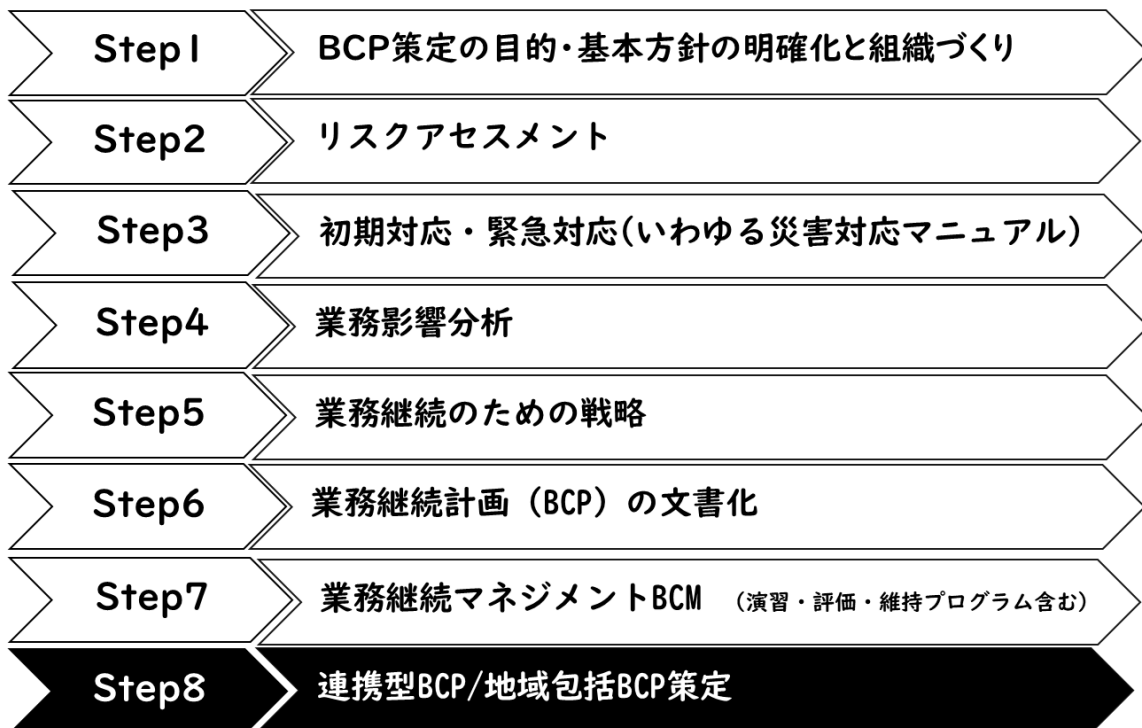 Step1 BCP策定の目的・基本方針の明確化と組織づくり
Step2 リスクアセスメント
Step3 初期対応・緊急対応(いわゆる災害対応マニュアル)
Step4 業務影響分析
Step5 業務継続のための戦略
Step6 業務継続計画（BCP）の文書化
Step7 業務継続マネジメントBCM （演習・評価・維持プログラム含む）
Step8 連携型BCP/地域包括BCP策定